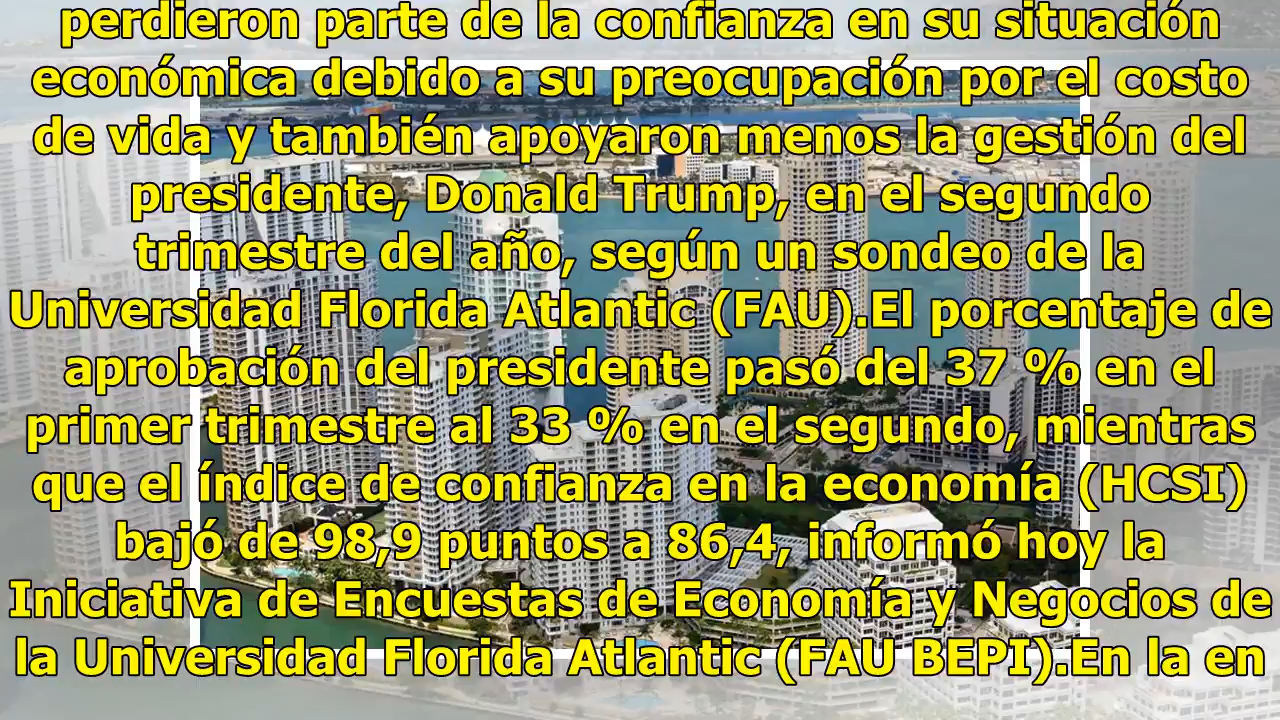 perdieron parte de la confianza en su situación
económica debido a su preocupación por el costo
de vida y también apoyaron menos la gestión del
presidente, Donald Trump, en el segundo
trimestre del año, según un sondeo de la
Universidad Florida Atlantic (FAU).El porcentaje de
aprobación del presidente pasó del 37 % en el
primer trimestre al 33 % en el segundo, mientras
que el índice de confianza en la economía (HCSI)
bajó de 98,9 puntos a 86,4, informó hoy la
Iniciativa de Encuestas de Economía y Negocios de
la Universidad Florida Atlantic (FAU BEPI).En la en